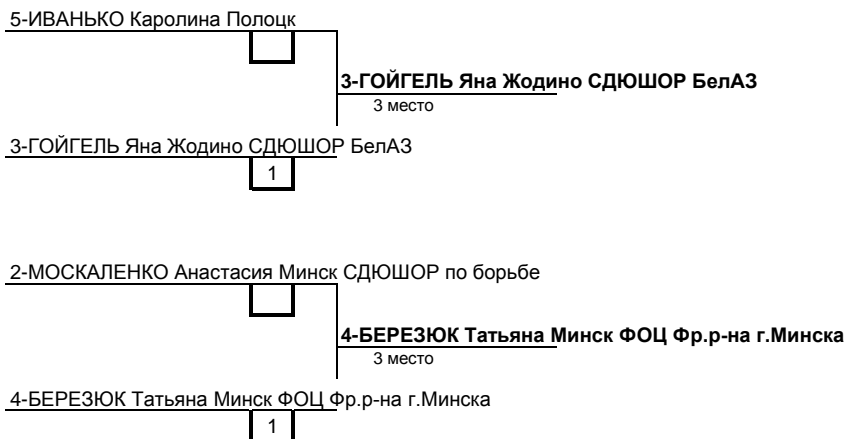 5-ИВАНЬКО Каролина Полоцк
3-ГОЙГЕЛЬ Яна Жодино СДЮШОР БелАЗ
3 место
3-ГОЙГЕЛЬ Яна Жодино СДЮШОР БелАЗ
1
2-МОСКАЛЕНКО Анастасия Минск СДЮШОР по борьбе
4-БЕРЕЗЮК Татьяна Минск ФОЦ Фр.р-на г.Минска
3 место
4-БЕРЕЗЮК Татьяна Минск ФОЦ Фр.р-на г.Минска
1